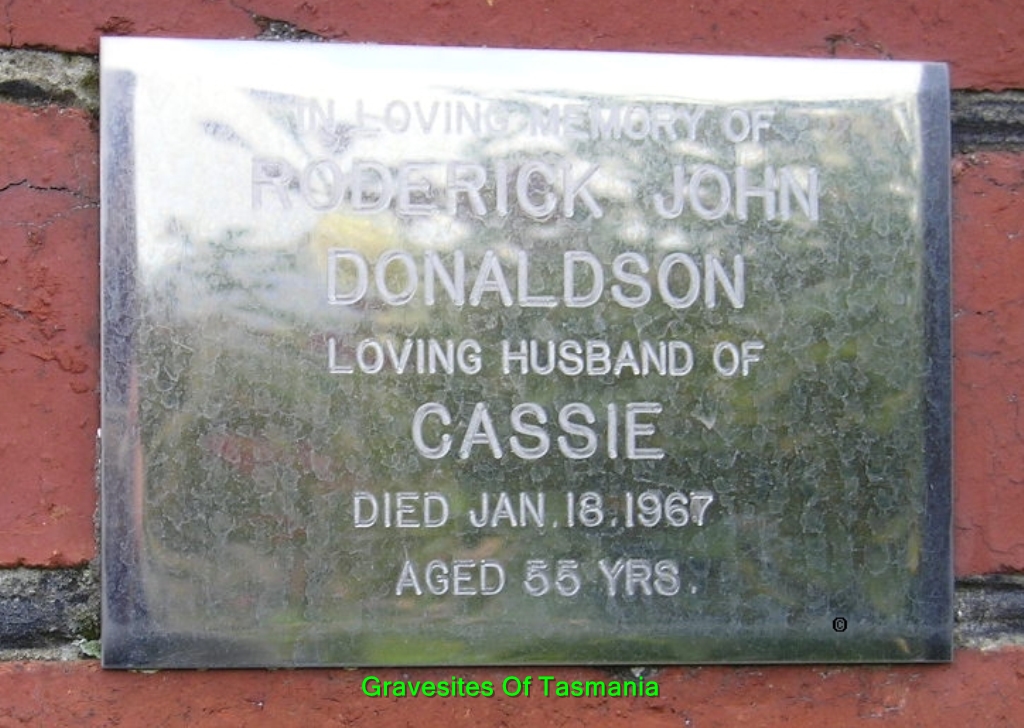 IN LOVING MEMORY OF
RODERICK JOHN
DONALDSON
LOVING HUSBAND OF
CASSIE
DIED JAN. 18. 1967
AGED 55 YRS.
©
Gravesites Of Tasmania